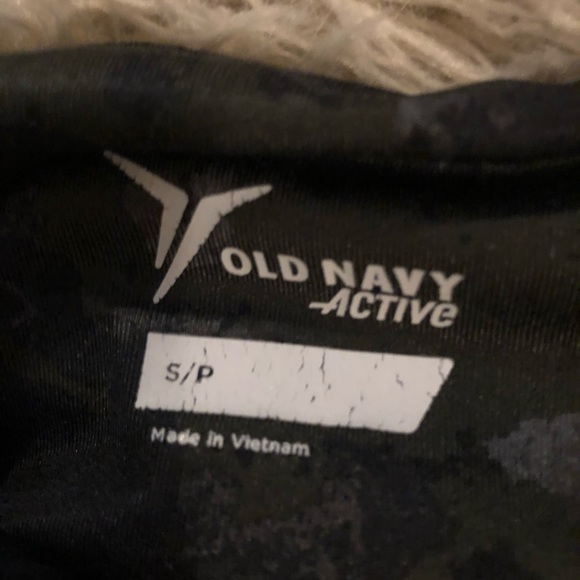 OLD NAVY
ACTIVE
S/P
Made in Vietnam